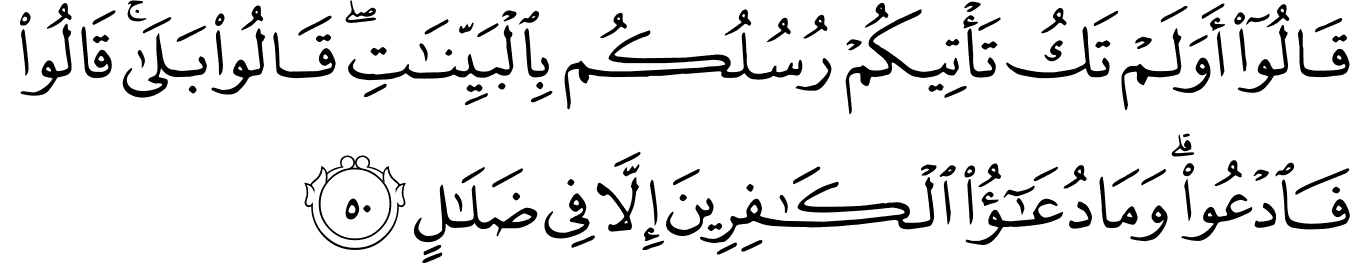 قَالُوٓا۟ أَوَلَمْ تَكُ تَأْتِيكُمْ رُسُلُكُم بِٱلْبَيِّنَـٰتِ ۖ قَالُوا۟ بَلَىٰ ۚ قَالُوا۟
فَٱدْعُوا۟ ۗ وَمَا دُعَـٰٓؤُا۟ ٱلْكَـٰفِرِينَ إِلَّا فِى ضَلَـٰلٍ ٥٠